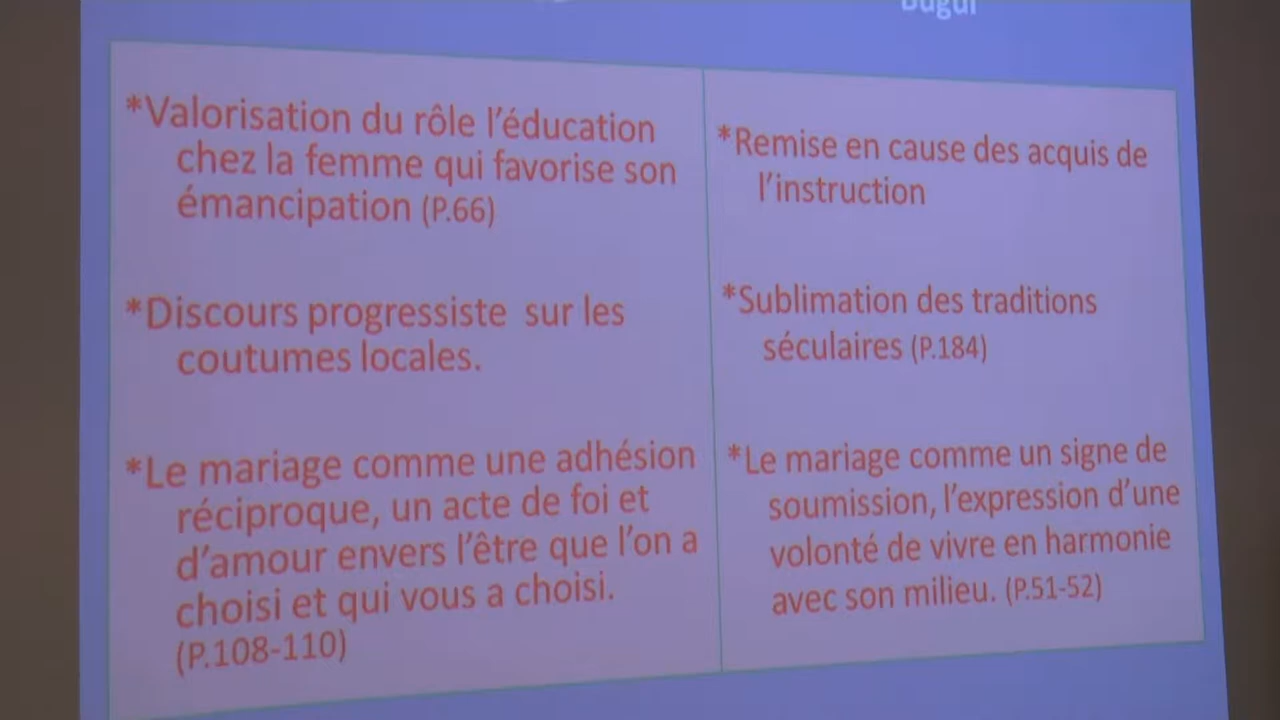 Bugul
*Valorisation du rôle l'éducation
chez la femme qui favorise son
émancipation (P.66)
*Discours progressiste sur les
coutumes locales.
*Le mariage comme une adhésion
réciproque, un acte de foi et
d'amour envers l'être que l'on a
choisi et qui vous a choisi.
(P.108-110)
*Remise en cause des acquis de
l'instruction
*Sublimation des traditions
séculaires (P.184)
*Le mariage comme un signe de
soumission, l'expression d'une
volonté de vivre en harmonie
avec son milieu. (P.51-52)